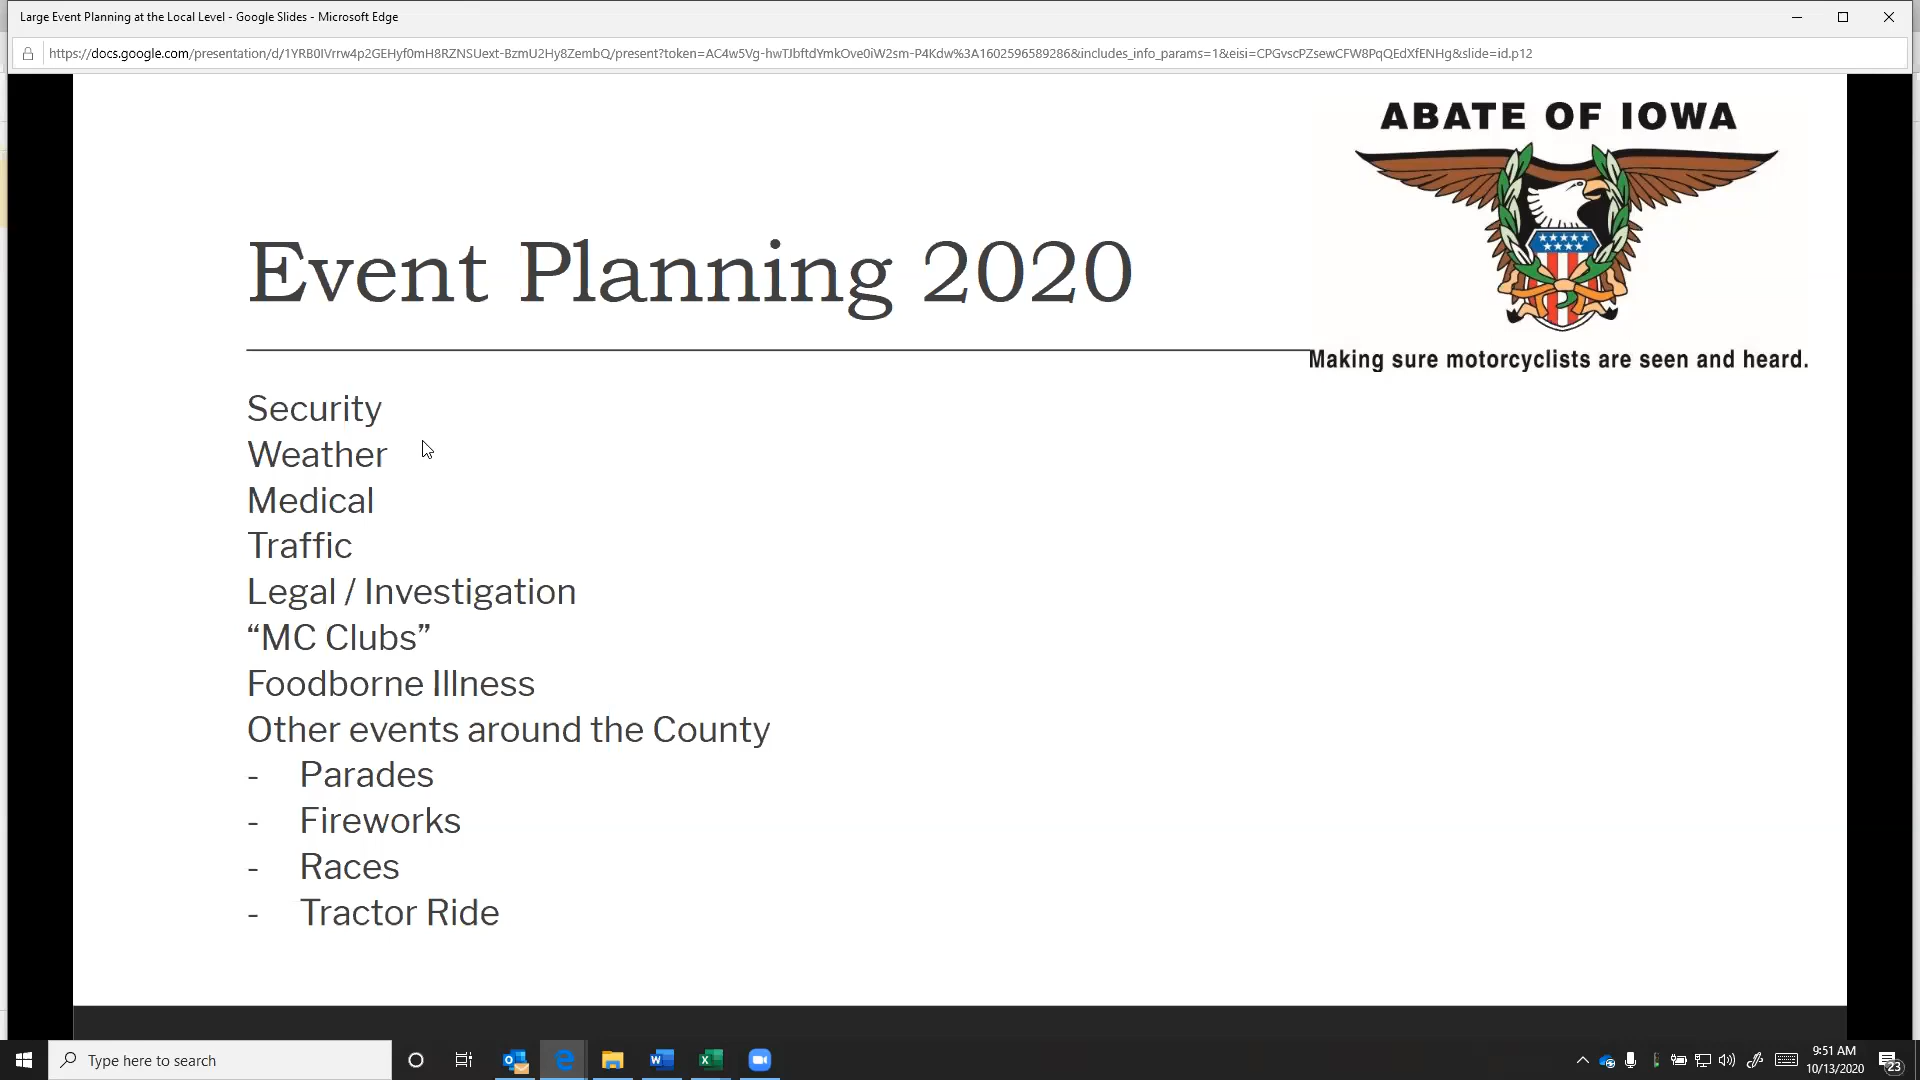 Large Event Planning at the Local Level - Google Slides - Microsoft Edge
https://docs.google.com/presentation/d/1YRB0IVrrw4p2GEHyf0mH8RZNSUext-BzmU2Hy8ZembQ/present?token=AC4w5Vg-hwTJbftdYmkOve0iW2sm-P4Kdw%3A1602596589286&includes_info_params=1&eisi=CPGvscPZsewCFW8PqQEdXfENHg&slide=id.p12
ABATE OF IOWA
Event Planning 2020
Making sure motorcyclists are seen and heard.
Security
Weather
Medical
Traffic
Legal / Investigation
“MC Clubs”
Foodborne Illness
Other events around the County
- Parades
- Fireworks
- Races
- Tractor Ride
Type here to search
9:51 AM
10/13/2020
23